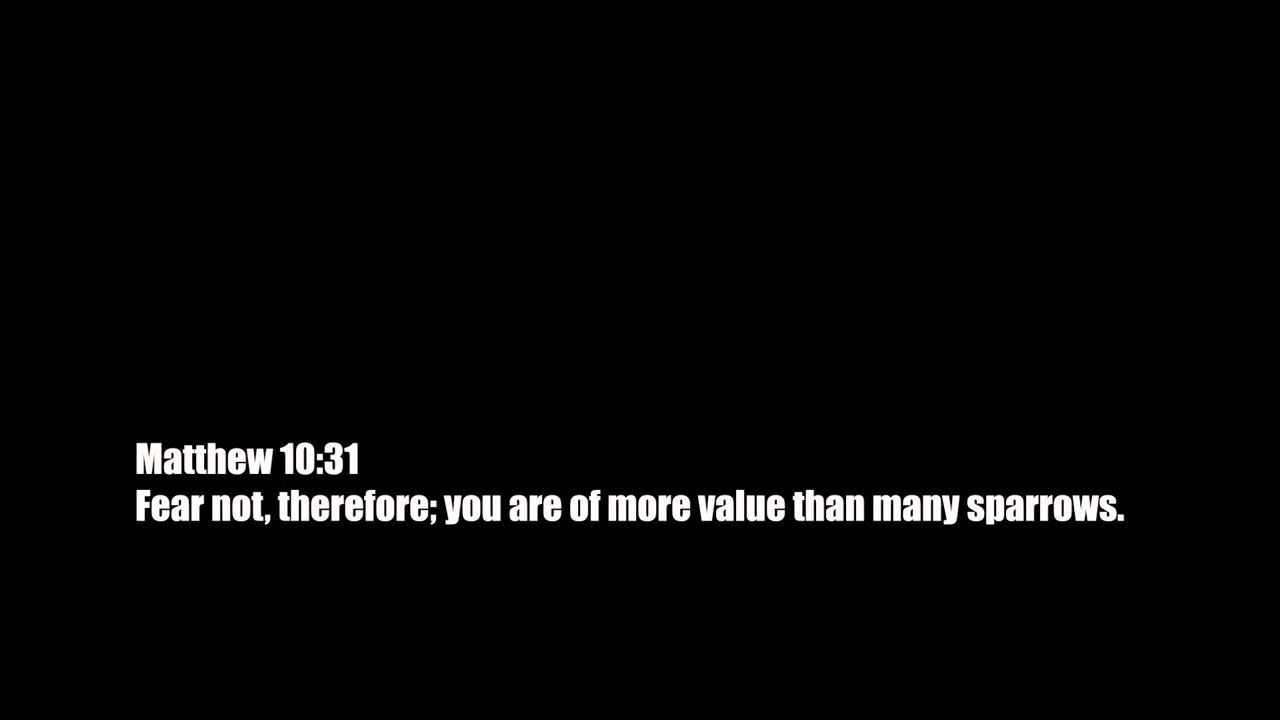 Matthew 10:31
Fear not, therefore; you are of more value than many sparrows.